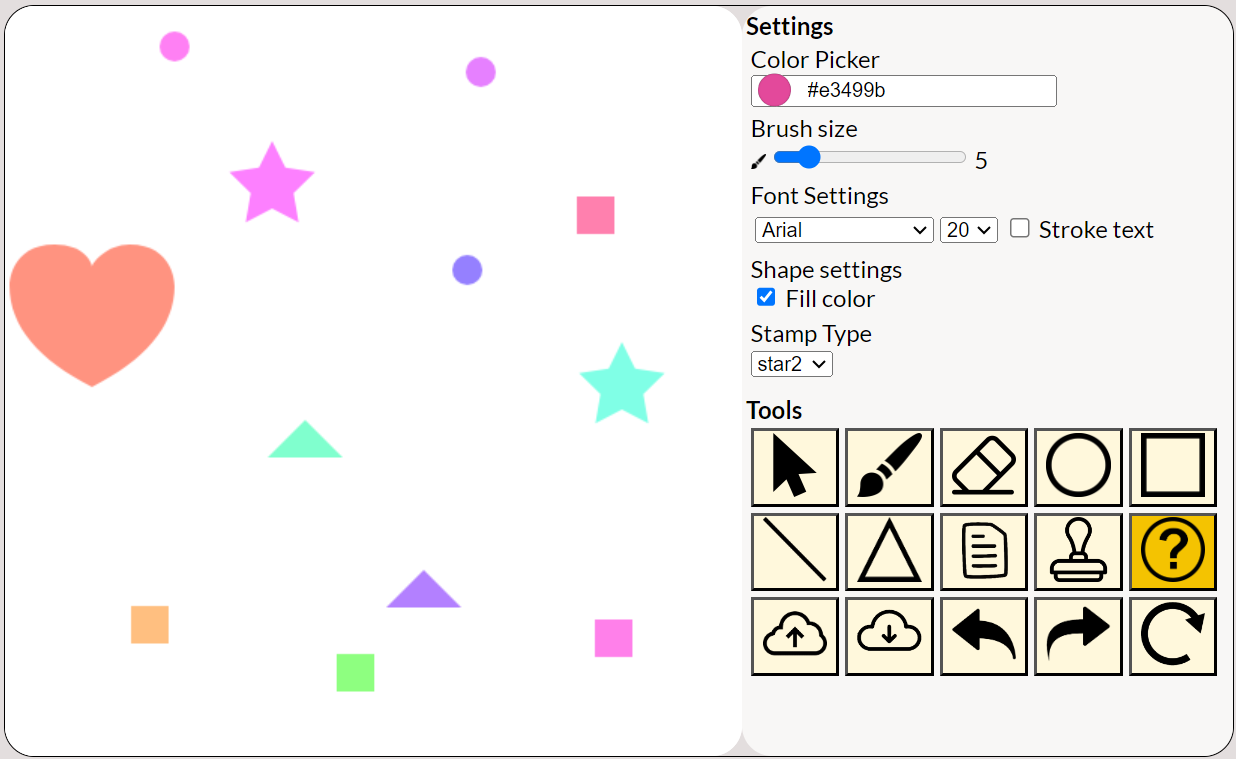 Settings
Color Picker
#e3499b
Brush size
5
Font Settings
Arial 20 Stroke text
Shape settings
Fill color
Stamp Type
star2
Tools
?